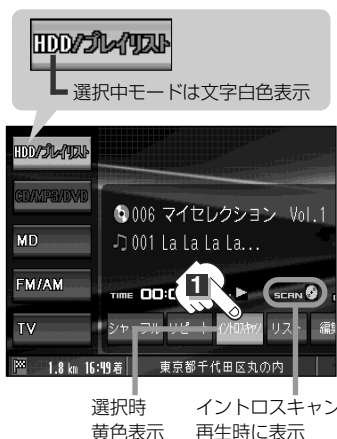 HDD/プレイリスト
選択中モードは文字白色表示
HDD/プレイリスト
CD/MP3/DVD
MD
FM/AM
TV
006 マイセレクション Vol.1
001 La La La La...
TIME 00:
1
SCAN
シャッフル リピート イントロスキャン リスト 編集
1.8 km 16:49着 東京都千代田区丸の内
選択時
黄色表示
イントロスキャン
再生時に表示